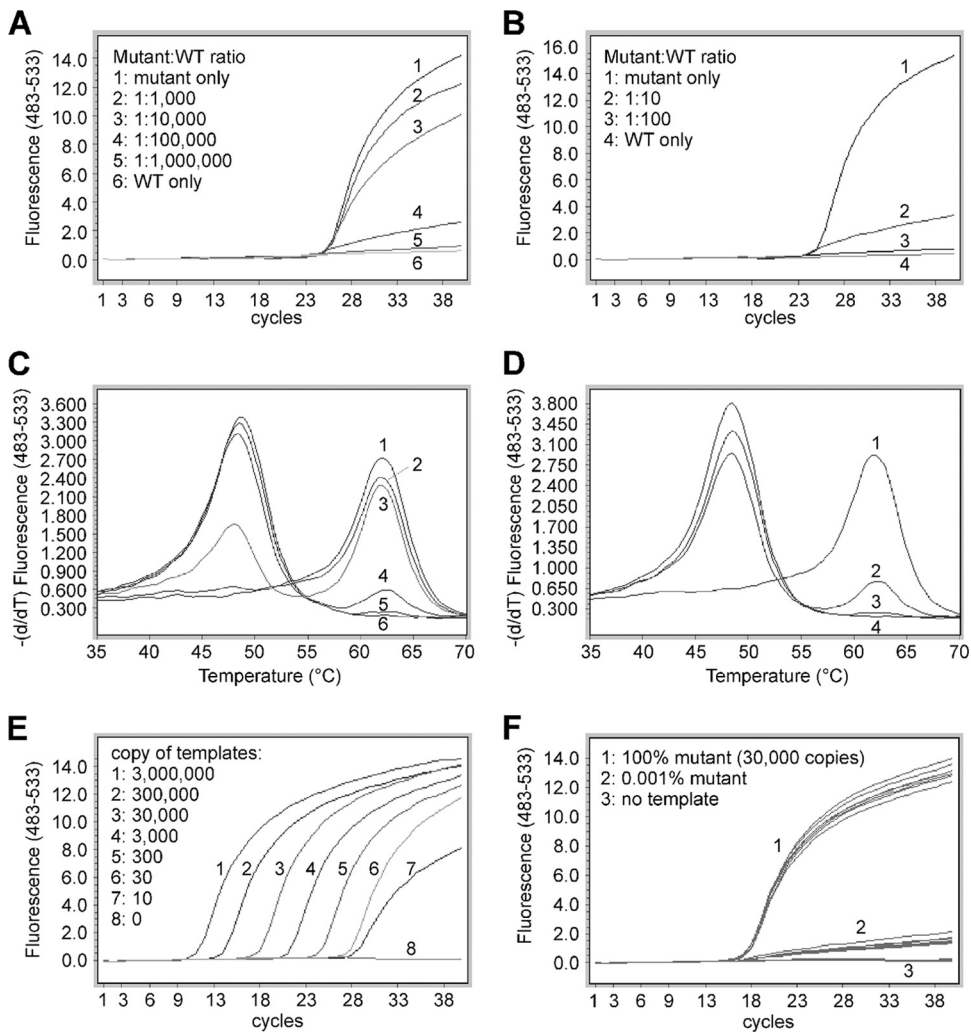 A
Fluorescence (483-533)
14.0
12.0
10.0
8.0
6.0
4.0
2.0
0.0
Mutant:WT ratio
1: mutant only
2: 1:1,000
3: 1:10,000
4: 1:100,000
5: 1:1,000,000
6: WT only
1
2
3
4
5
6
1 3 6 9 13 18 23 28 33 38
cycles
B
Fluorescence (483-533)
16.0
14.0
12.0
10.0
8.0
6.0
4.0
2.0
0.0
Mutant:WT ratio
1: mutant only
2: 1:10
3: 1:100
4: WT only
1
2
3
4
1 3 6 9 13 18 23 28 33 38
cycles
C
-(d/dT) Fluorescence (483-533)
3.600
3.300
3.000
2.700
2.400
2.100
1.800
1.500
1.200
0.900
0.600
0.300
1
2
3
4
5
6
35 40 45 50 55 60 65 70
Temperature (°C)
D
-(d/dT) Fluorescence (483-533)
3.800
3.450
3.100
2.750
2.400
2.050
1.700
1.350
1.000
0.650
0.300
1
2
3
4
35 40 45 50 55 60 65 70
Temperature (°C)
E
Fluorescence (483-533)
14.0
12.0
10.0
8.0
6.0
4.0
2.0
0.0
copy of templates:
1: 3,000,000
2: 300,000
3: 30,000
4: 3,000
5: 300
6: 30
7: 10
8: 0
1 2 3 4 5 6 7
8
1 3 6 9 13 18 23 28 33 38
cycles
F
Fluorescence (483-533)
14.0
12.0
10.0
8.0
6.0
4.0
2.0
0.0
1: 100% mutant (30,000 copies)
2: 0.001% mutant
3: no template
1
2
3
1 3 6 9 13 18 23 28 33 38
cycles